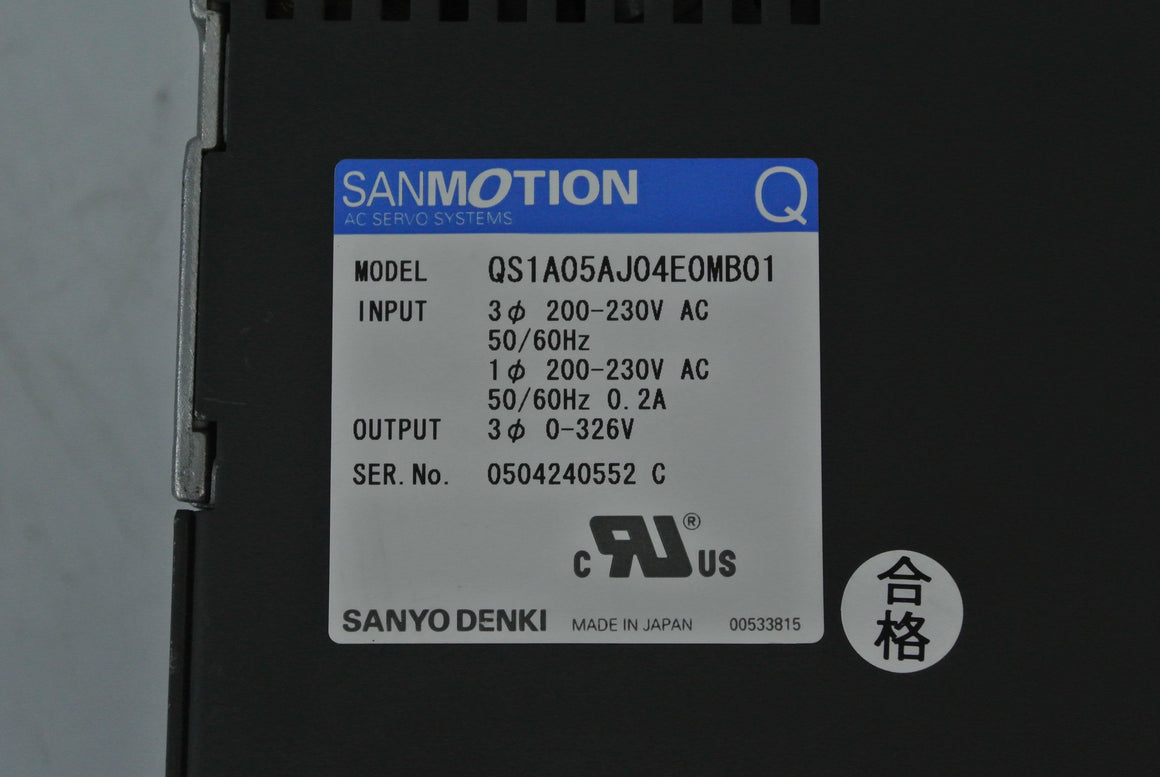 SANMOTION Q
AC SERVO SYSTEMS
MODEL QS1A05AJ04E0MB01
INPUT 3φ 200-230V AC
50/60Hz
1φ 200-230V AC
50/60Hz 0.2A
OUTPUT 3φ 0-326V
SER.No. 0504240552 C
c RU ® US
SANYO DENKI MADE IN JAPAN 00533815
合
格